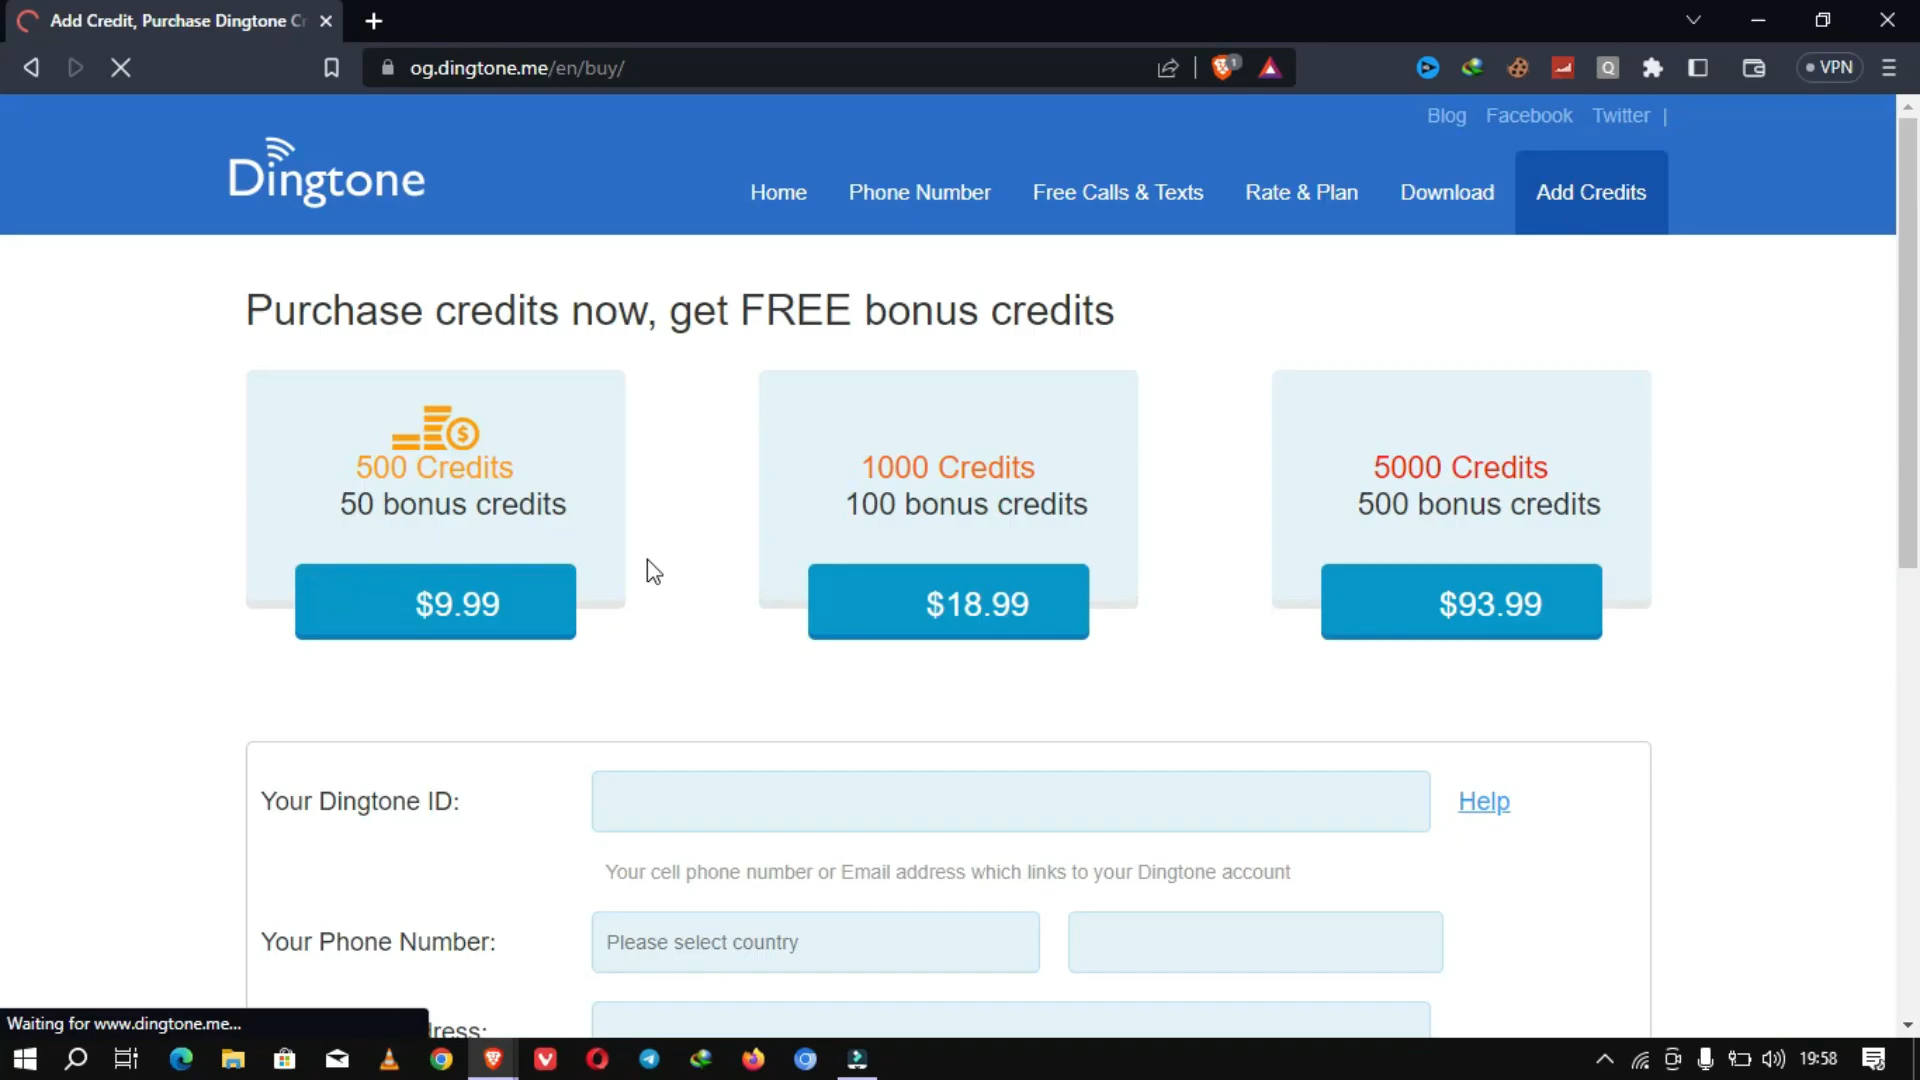 Add Credit, Purchase Dingtone Cr
og.dingtone.me/en/buy/
1
VPN
Blog Facebook Twitter |
Dingtone
Home Phone Number Free Calls & Texts Rate & Plan Download Add Credits
Purchase credits now, get FREE bonus credits
500 Credits
50 bonus credits
$9.99
1000 Credits
100 bonus credits
$18.99
5000 Credits
500 bonus credits
$93.99
Your Dingtone ID:
Help
Your cell phone number or Email address which links to your Dingtone account
Your Phone Number:
Please select country
Waiting for www.dingtone.me...
dress:
19:58